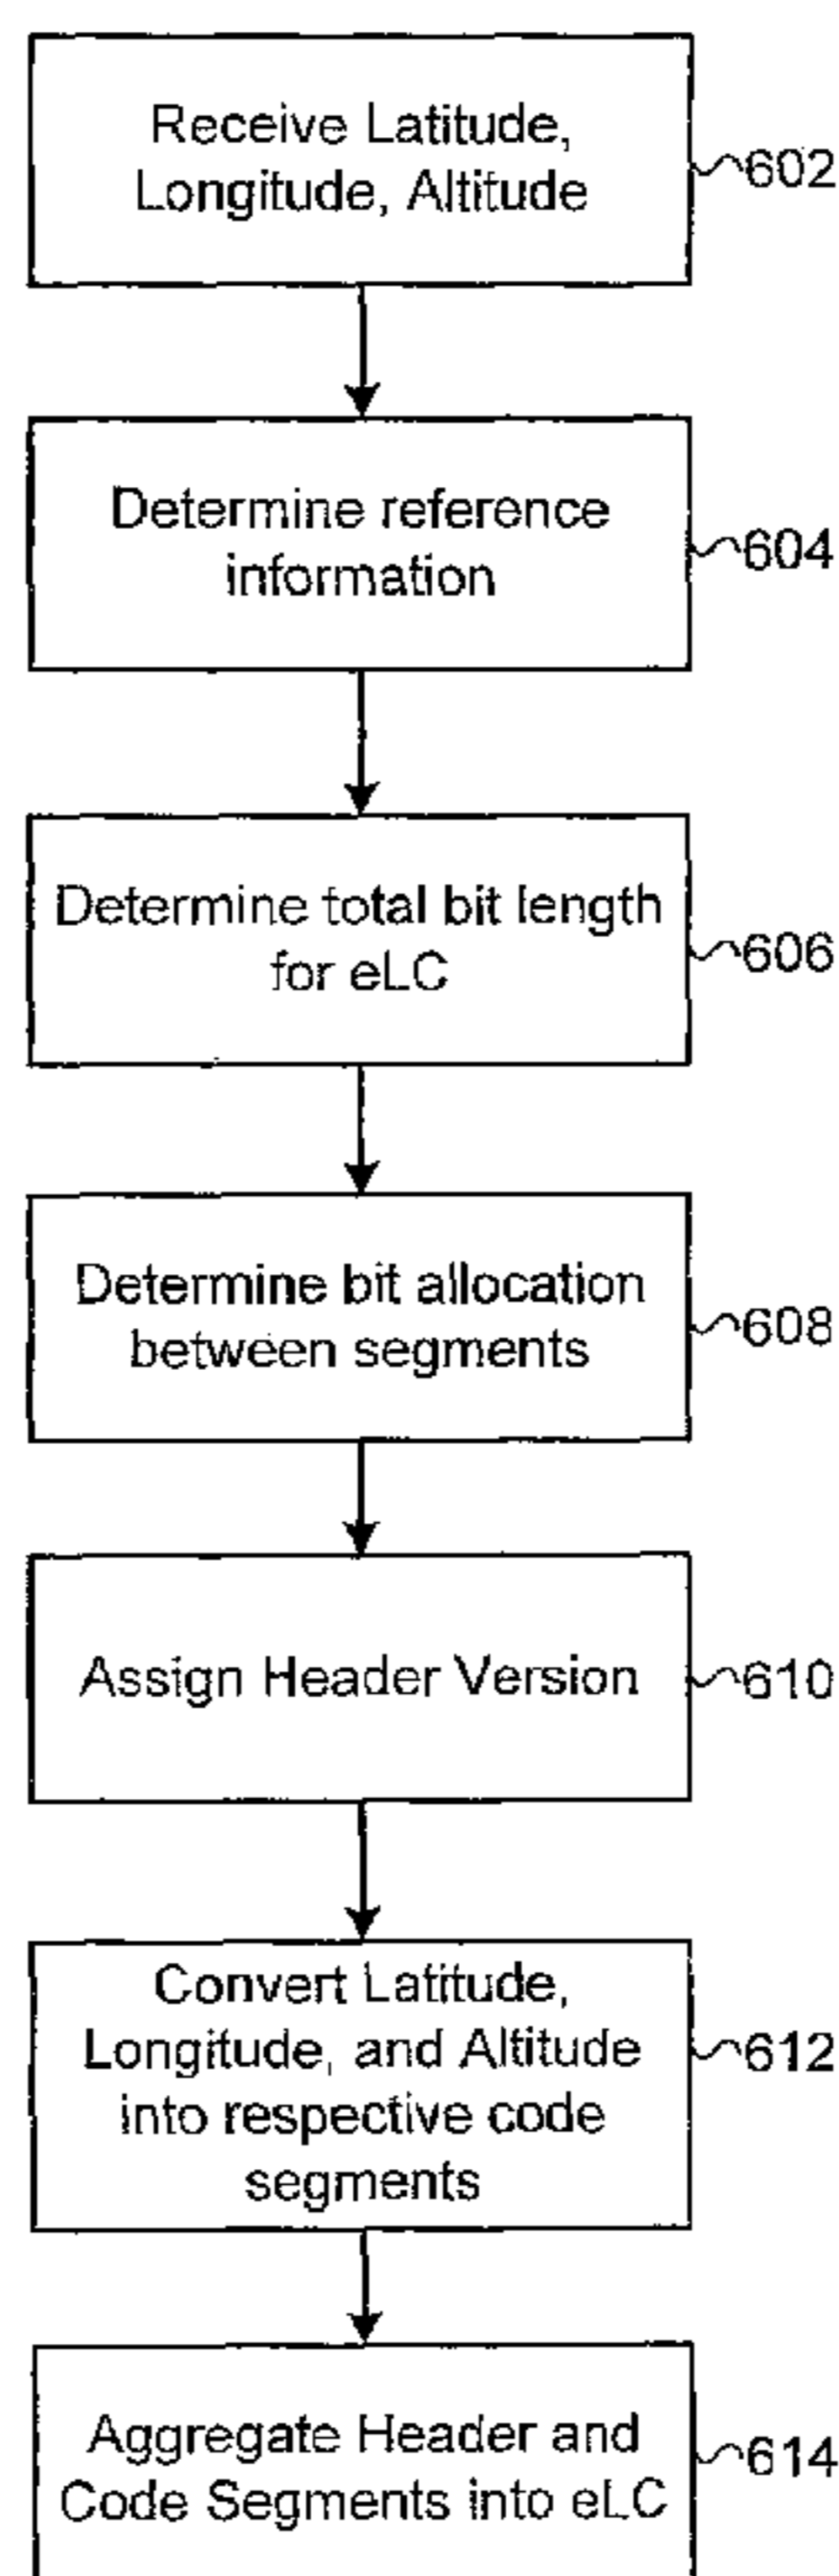 Receive Latitude,
Longitude, Altitude
602
Determine reference
information
604
Determine total bit length
for eLC
606
Determine bit allocation
between segments
608
Assign Header Version
610
Convert Latitude,
Longitude, and Altitude
into respective code
segments
612
Aggregate Header and
Code Segments into eLC
614